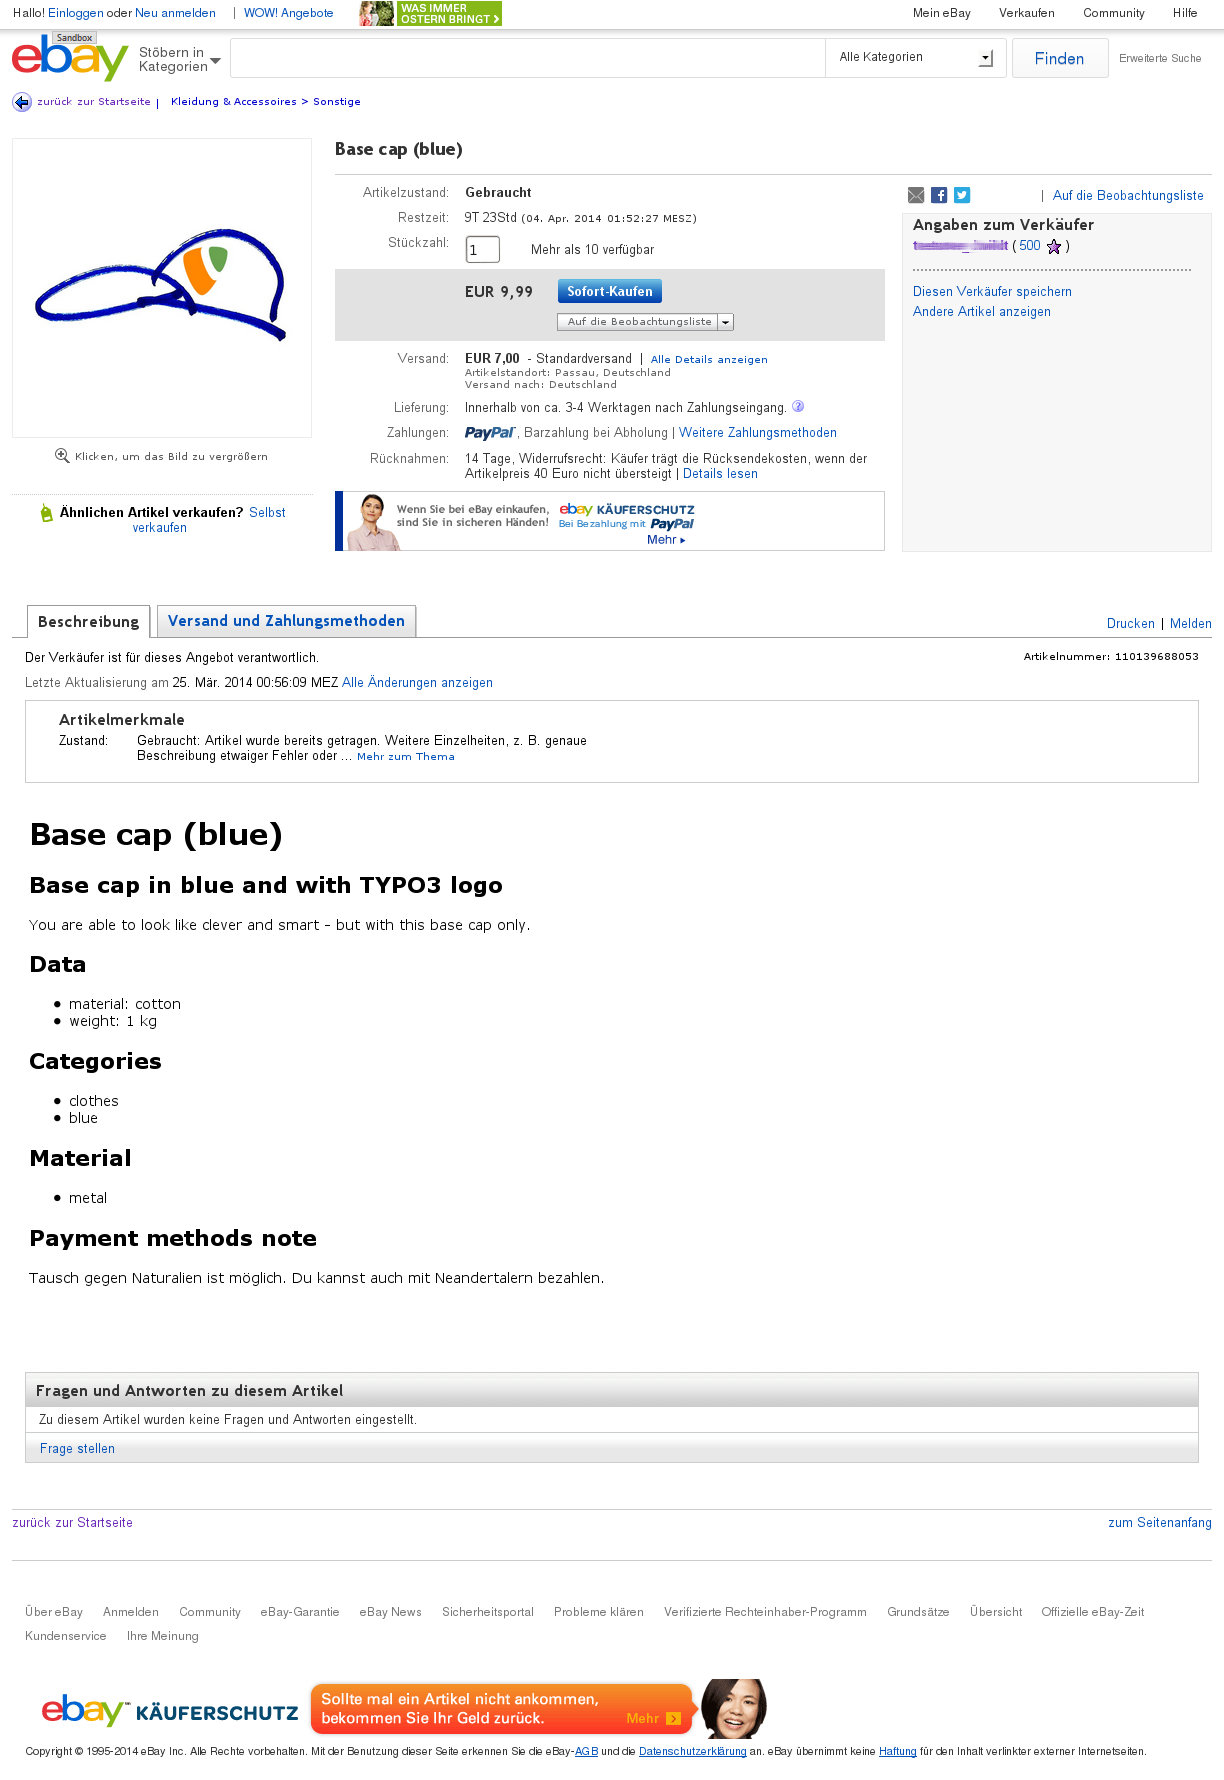 Hallo! Einloggen oder Neu anmelden | WOW! Angebote
WAS IMMER
OSTERN BRINGT
Mein eBay Verkaufen Community Hilfe
Sandbox
ebay
Stöbern in
Kategorien
Alle Kategorien
Finden
Erweiterte Suche
zurück zur Startseite | Kleidung & Accessoires > Sonstige
Base cap (blue)
Artikelzustand: Gebraucht
Restzeit: 9T 23Std (04. Apr. 2014 01:52:27 MESZ)
Stückzahl: 1 Mehr als 10 verfügbar
EUR 9,99 Sofort-Kaufen
Auf die Beobachtungsliste
Versand: EUR 7,00 - Standardversand | Alle Details anzeigen
Artikelstandort: Passau, Deutschland
Versand nach: Deutschland
Lieferung: Innerhalb von ca. 3-4 Werktagen nach Zahlungseingang. ?
Zahlungen: PayPal, Barzahlung bei Abholung | Weitere Zahlungsmethoden
Rücknahmen: 14 Tage, Widerrufsrecht: Käufer trägt die Rücksendekosten, wenn der
Artikelpreis 40 Euro nicht übersteigt | Details lesen
Wenn Sie bei eBay einkaufen,
sind Sie in sicheren Händen!
ebay KÄUFERSCHUTZ
Bei Bezahlung mit PayPal
Mehr
| Auf die Beobachtungsliste
Angaben zum Verkäufer
( 500 )
Diesen Verkäufer speichern
Andere Artikel anzeigen
Klicken, um das Bild zu vergrößern
Ähnlichen Artikel verkaufen? Selbst
verkaufen
Beschreibung
Versand und Zahlungsmethoden
Drucken | Melden
Der Verkäufer ist für dieses Angebot verantwortlich.
Artikelnummer: 110139688053
Letzte Aktualisierung am 25. Mär. 2014 00:56:09 MEZ Alle Änderungen anzeigen
Artikelmerkmale
Zustand: Gebraucht: Artikel wurde bereits getragen. Weitere Einzelheiten, z. B. genaue
Beschreibung etwaiger Fehler oder ... Mehr zum Thema
Base cap (blue)
Base cap in blue and with TYPO3 logo
You are able to look like clever and smart - but with this base cap only.
Data
• material: cotton
• weight: 1 kg
Categories
• clothes
• blue
Material
• metal
Payment methods note
Tausch gegen Naturalien ist möglich. Du kannst auch mit Neandertalern bezahlen.
Fragen und Antworten zu diesem Artikel
Zu diesem Artikel wurden keine Fragen und Antworten eingestellt.
Frage stellen
zurück zur Startseite
zum Seitenanfang
Über eBay Anmelden Community eBay-Garantie eBay News Sicherheitsportal Probleme klären Verifizierte Rechteinhaber-Programm Grundsätze Übersicht Offizielle eBay-Zeit
Kundenservice Ihre Meinung
ebay™ KÄUFERSCHUTZ
Sollte mal ein Artikel nicht ankommen,
bekommen Sie Ihr Geld zurück.
Mehr
Copyright © 1995-2014 eBay Inc. Alle Rechte vorbehalten. Mit der Benutzung dieser Seite erkennen Sie die eBay-AGB und die Datenschutzerklärung an. eBay übernimmt keine Haftung für den Inhalt verlinkter externer Internetseiten.